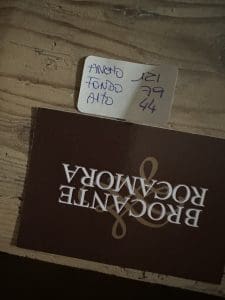 ANCHO 121
FONDO 79
ALTO 44
BROCANTE
ROCAMORA